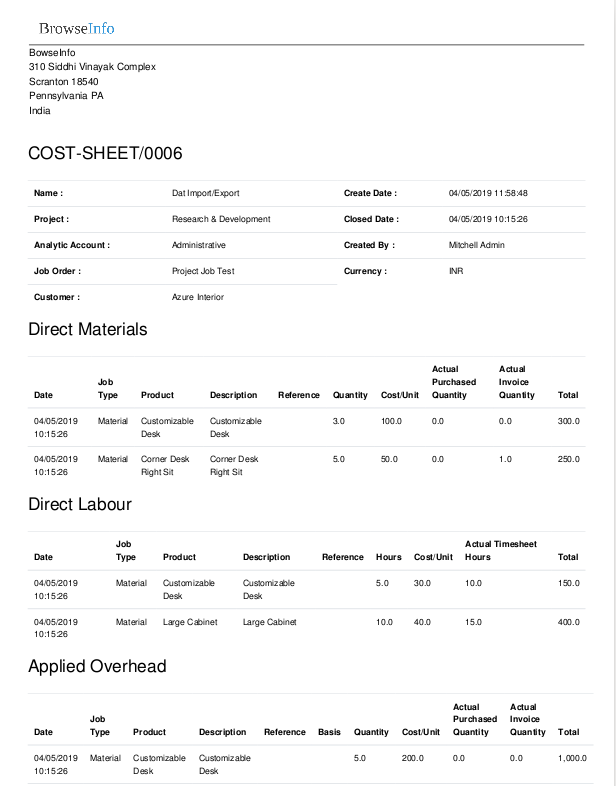 BrowseInfo
BowseInfo
310 Siddhi Vinayak Complex
Scranton 18540
Pennsylvania PA
India
COST-SHEET/0006
Name : Dat Import/Export Create Date : 04/05/2019 11:58:48
Project : Research & Development Closed Date : 04/05/2019 10:15:26
Analytic Account : Administrative Created By : Mitchell Admin
Job Order : Project Job Test Currency : INR
Customer : Azure Interior
Direct Materials
Actual Actual
Job Purchased Invoice
Date Type Product Description Reference Quantity Cost/Unit Quantity Quantity Total
04/05/2019 Material Customizable Customizable 3.0 100.0 0.0 0.0 300.0
10:15:26 Desk Desk
04/05/2019 Material Corner Desk Corner Desk 5.0 50.0 0.0 1.0 250.0
10:15:26 Right Sit Right Sit
Direct Labour
Job Actual Timesheet
Date Type Product Description Reference Hours Cost/Unit Hours Total
04/05/2019 Material Customizable Customizable 5.0 30.0 10.0 150.0
10:15:26 Desk Desk
04/05/2019 Material Large Cabinet Large Cabinet 10.0 40.0 15.0 400.0
10:15:26
Applied Overhead
Actual Actual
Job Purchased Invoice
Date Type Product Description Reference Basis Quantity Cost/Unit Quantity Quantity Total
04/05/2019 Material Customizable Customizable 5.0 200.0 0.0 0.0 1,000.0
10:15:26 Desk Desk